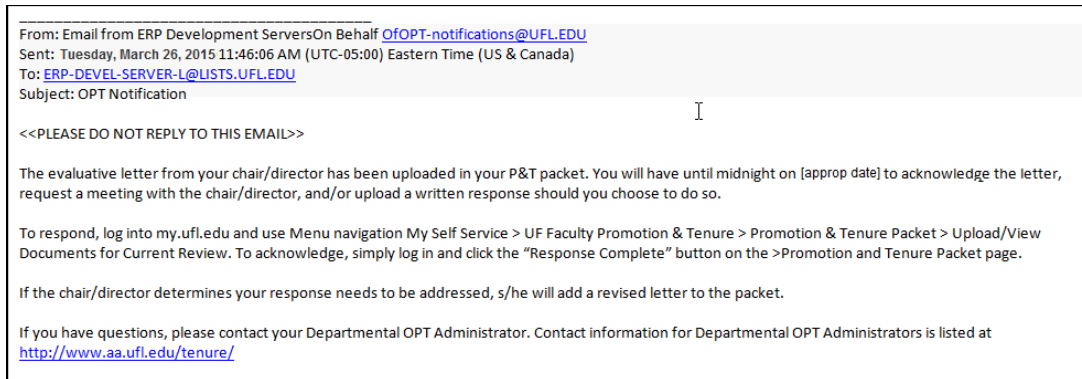 From: Email from ERP Development ServersOn Behalf OfOPT-notifications@UFL.EDU
Sent: Tuesday, March 26, 2015 11:46:06 AM (UTC-05:00) Eastern Time (US & Canada)
To: ERP-DEVEL-SERVER-L@LISTS.UFL.EDU
Subject: OPT Notification
<<PLEASE DO NOT REPLY TO THIS EMAIL>>
The evaluative letter from your chair/director has been uploaded in your P&T packet. You will have until midnight on [approp date] to acknowledge the letter,
request a meeting with the chair/director, and/or upload a written response should you choose to do so.
To respond, log into my.ufl.edu and use Menu navigation My Self Service > UF Faculty Promotion & Tenure > Promotion & Tenure Packet > Upload/View
Documents for Current Review. To acknowledge, simply log in and click the “Response Complete” button on the >Promotion and Tenure Packet page.
If the chair/director determines your response needs to be addressed, s/he will add a revised letter to the packet.
If you have questions, please contact your Departmental OPT Administrator. Contact information for Departmental OPT Administrators is listed at
http://www.aa.ufl.edu/tenure/